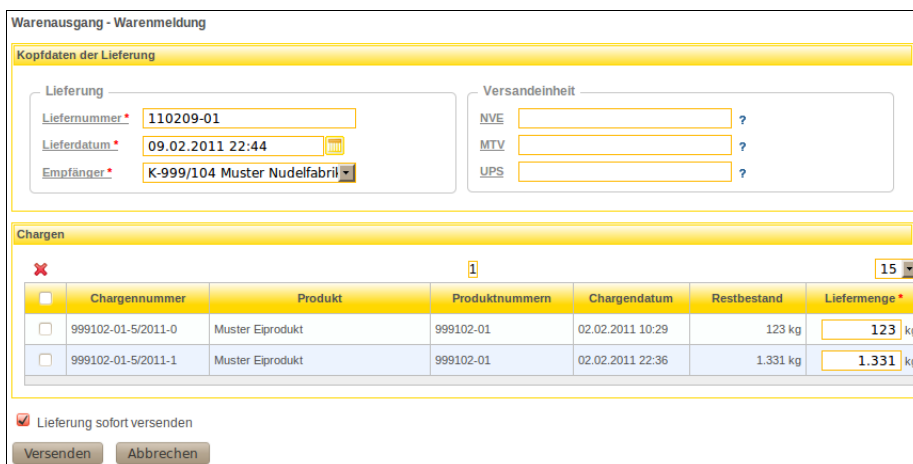 Warenausgang - Warenmeldung
Kopfdaten der Lieferung
Lieferung
Liefernummer * 110209-01
Lieferdatum * 09.02.2011 22:44
Empfänger * K-999/104 Muster Nudelfabrik
Versandeinheit
NVE ?
MTV ?
UPS ?
Chargen
1 15
Chargennummer Produkt Produktnummern Chargendatum Restbestand Liefermenge *
999102-01-5/2011-0 Muster Eiprodukt 999102-01 02.02.2011 10:29 123 kg 123 kg
999102-01-5/2011-1 Muster Eiprodukt 999102-01 02.02.2011 22:36 1.331 kg 1.331 kg
Lieferung sofort versenden
Versenden Abbrechen